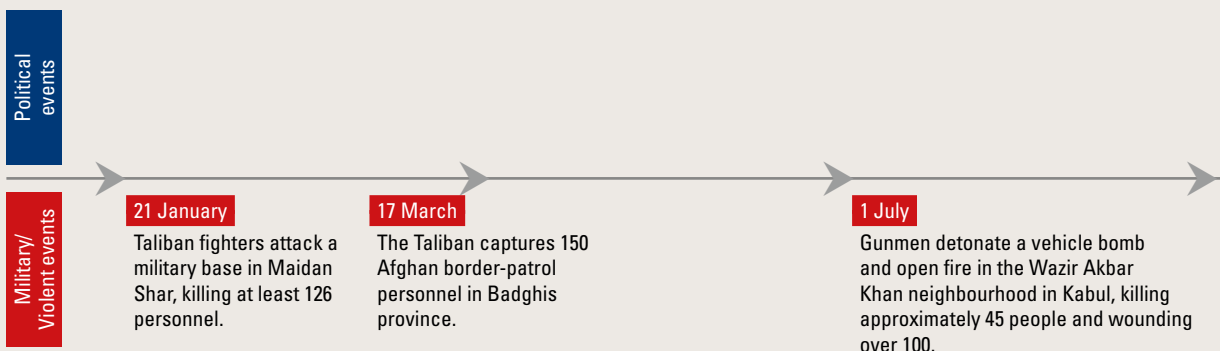 Political
events
Military/
Violent events
21 January
Taliban fighters attack a
military base in Maidan
Shar, killing at least 126
personnel.
17 March
The Taliban captures 150
Afghan border-patrol
personnel in Badghis
province.
1 July
Gunmen detonate a vehicle bomb
and open fire in the Wazir Akbar
Khan neighbourhood in Kabul, killing
approximately 45 people and wounding
over 100.